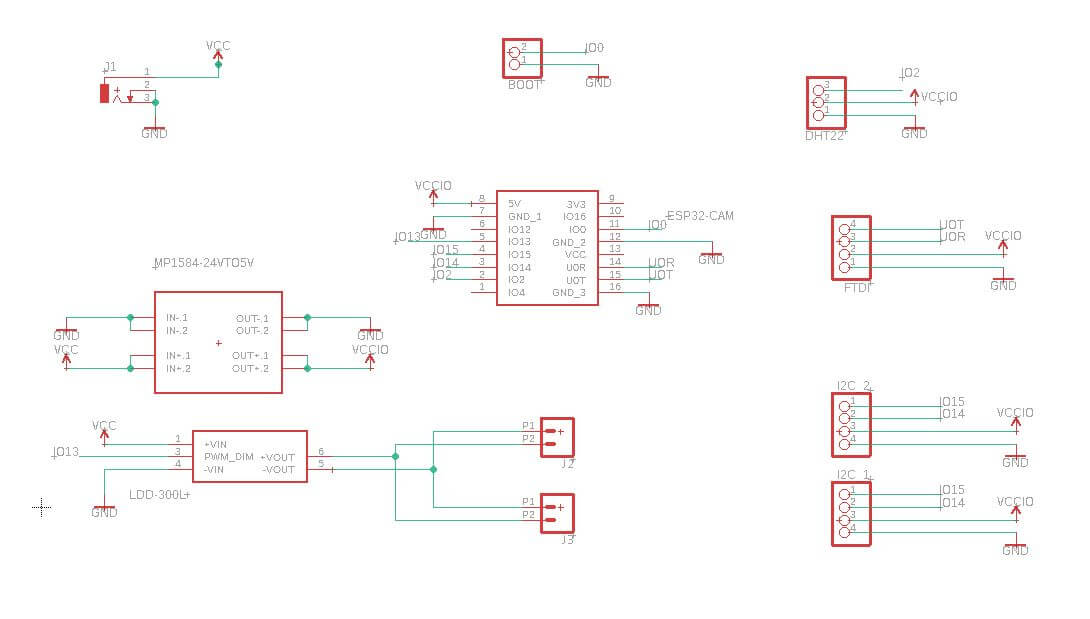 VCC
J1
1
2
3
GND
2 IO0
1
GND
BOOT
IO2
3
2 VCCIO
1
GND
DHT22
VCCIO
8 5V 3V3 9
7 GND_1 IO16 10
GND 6 IO12 IO0 11 IO0 ESP32-CAM
IO13 5 IO13 GND_2 12
IO15 4 IO15 VCC 13 GND
IO14 3 IO14 U0R 14 UOR
IO2 2 IO2 U0T 15 UOT
1 IO4 GND_3 16
GND
4 UOT
3 UOR VCCIO
2
1
GND
FTDI
MP1584-24VTO5V
IN-.1 OUT-.1
GND IN-.2 OUT-.2 GND
VCC IN+.1 OUT+.1 VCCIO
IN+.2 OUT+.2
VCC
1 +VIN
IO13 3 PWM_DIM +VOUT 6
4 -VIN -VOUT 5
LDD-300L
GND
P1
P2
J2
P1
P2
J3
I2C_2
1 IO15
2 IO14 VCCIO
3
4
GND
I2C_1
1 IO15
2 IO14 VCCIO
3
4
GND